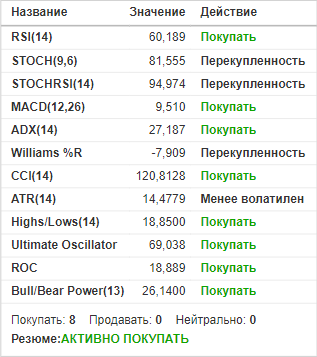 Название Значение Действие
RSI(14) 60,189 Покупать
STOCH(9,6) 81,555 Перекупленность
STOCHRSI(14) 94,974 Перекупленность
MACD(12,26) 9,510 Покупать
ADX(14) 27,187 Покупать
Williams %R -7,909 Перекупленность
CCI(14) 120,8128 Покупать
ATR(14) 14,4779 Менее волатилен
Highs/Lows(14) 18,8500 Покупать
Ultimate Oscillator 69,038 Покупать
ROC 18,889 Покупать
Bull/Bear Power(13) 26,1400 Покупать
Покупать: 8 Продавать: 0 Нейтрально: 0
Резюме:АКТИВНО ПОКУПАТЬ